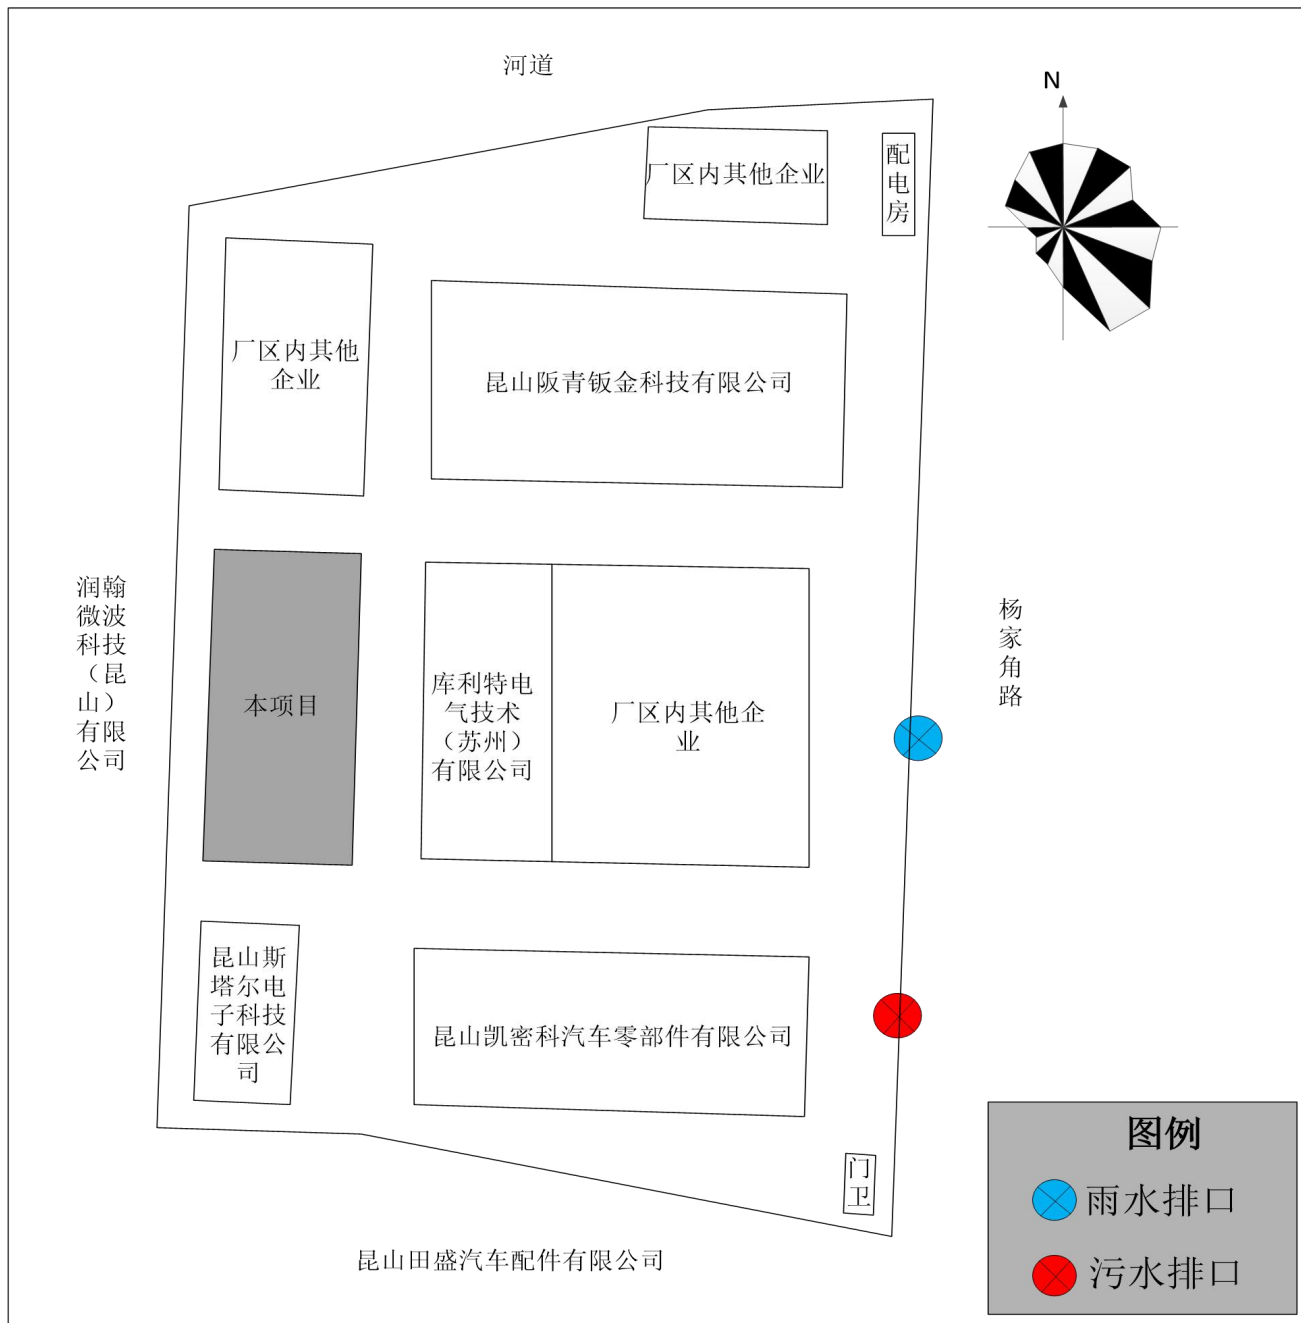 河道
N
厂区内其他企业
配
电
房
厂区内其他
企业
昆山阪青钣金科技有限公司
润翰
微波
科技
（昆
山）
有限
公司
本项目
库利特电
气技术
（苏州）
有限公司
厂区内其他企
业
杨
家
角
路
昆山斯
塔尔电
子科技
有限公
司
昆山凯密科汽车零部件有限公司
门
卫
昆山田盛汽车配件有限公司
图例
雨水排口
污水排口